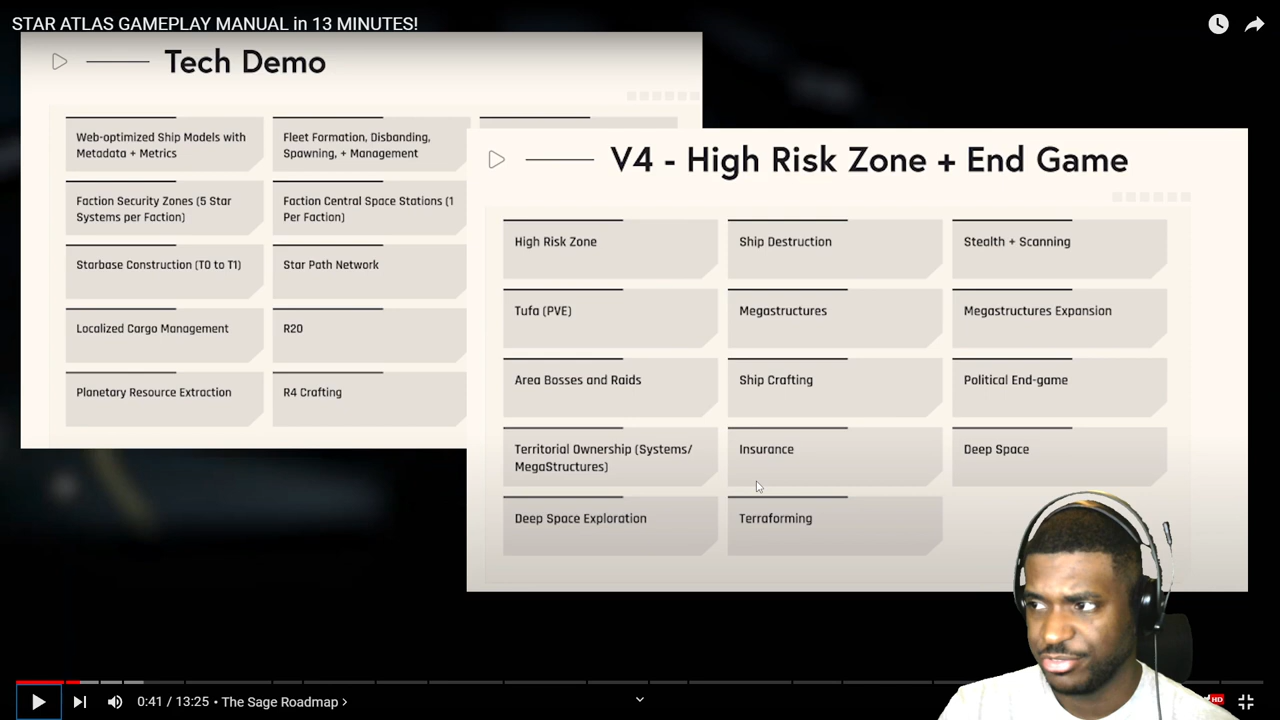 STAR ATLAS GAMEPLAY MANUAL in 13 MINUTES!
Tech Demo
Web-optimized Ship Models with
Metadata + Metrics
Fleet Formation, Disbanding,
Spawning, + Management
Faction Security Zones (5 Star
Systems per Faction)
Faction Central Space Stations (1
Per Faction)
Starbase Construction (T0 to T1)
Star Path Network
Localized Cargo Management
R20
Planetary Resource Extraction
R4 Crafting
V4 - High Risk Zone + End Game
High Risk Zone
Ship Destruction
Stealth + Scanning
Tufa (PVE)
Megastructures
Megastructures Expansion
Area Bosses and Raids
Ship Crafting
Political End-game
Territorial Ownership (Systems/
MegaStructures)
Insurance
Deep Space
Deep Space Exploration
Terraforming
0:41 / 13:25 • The Sage Roadmap
HD